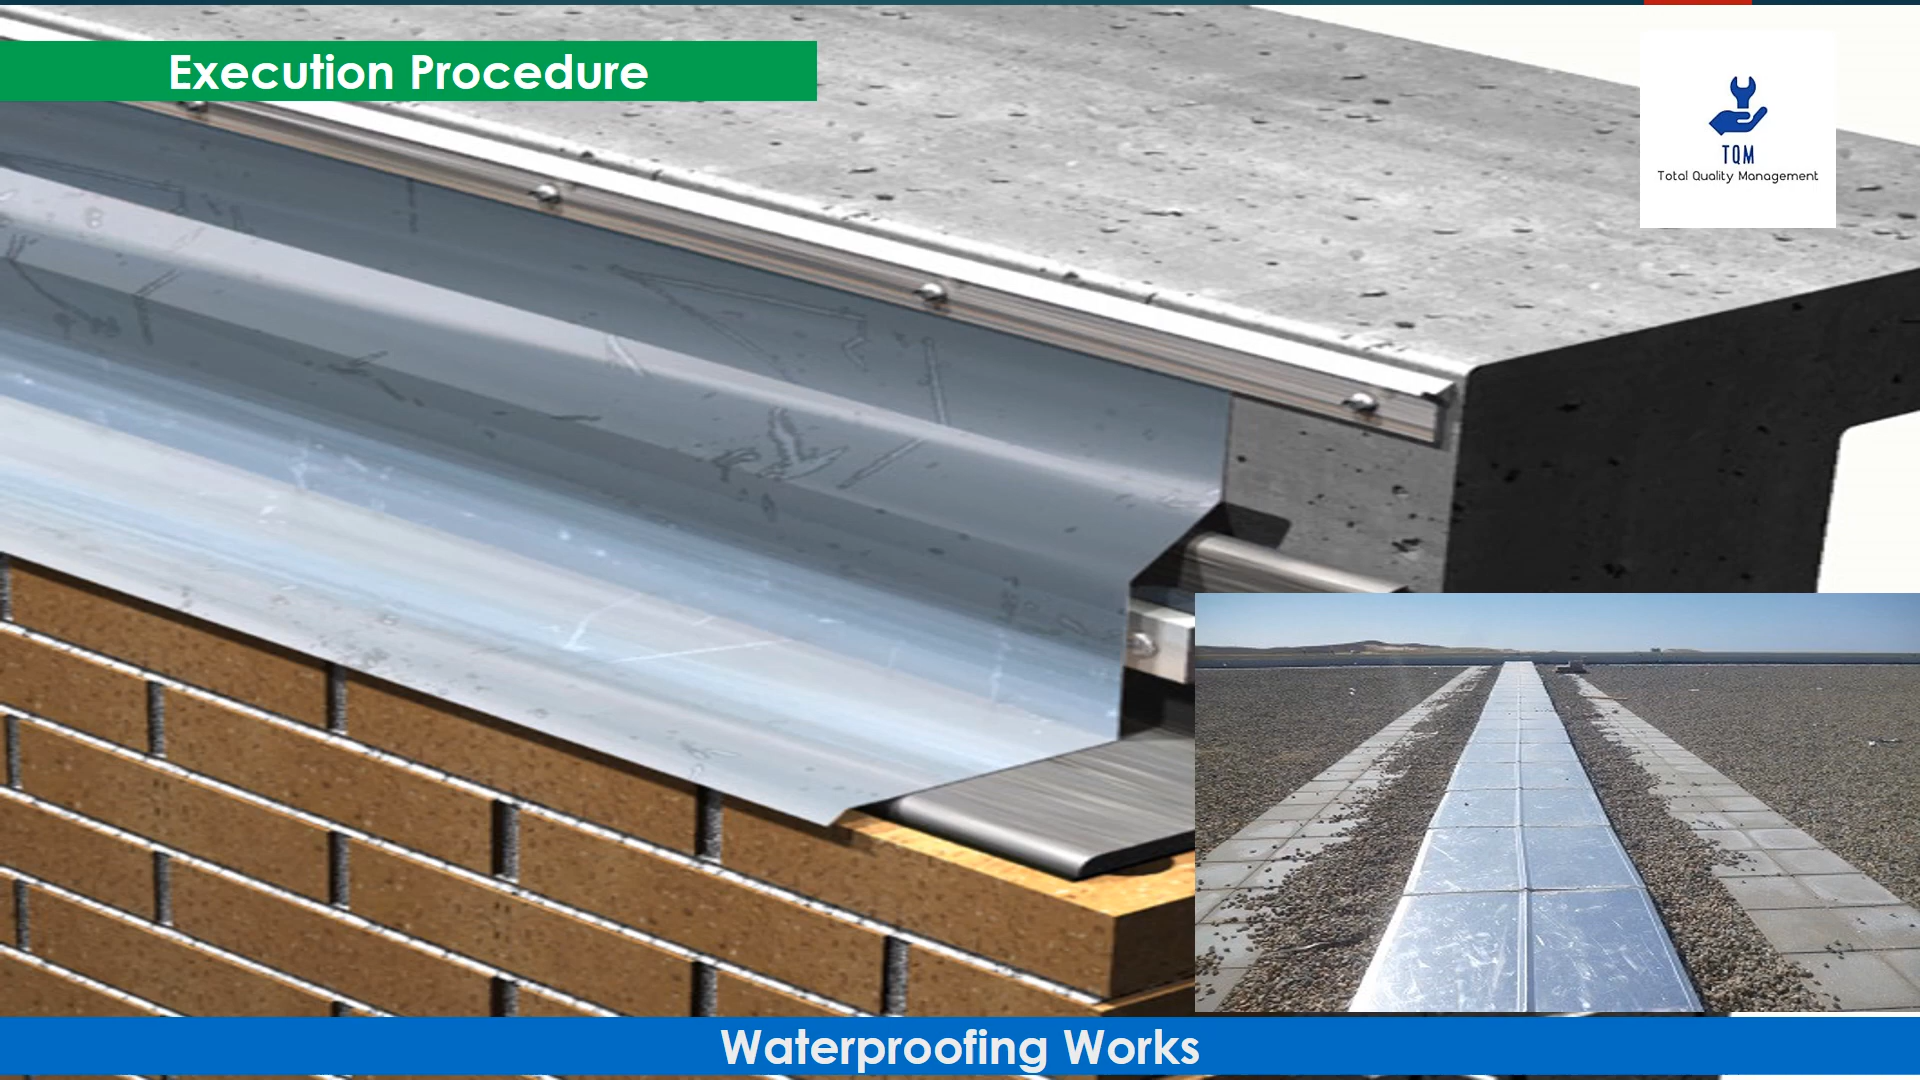 Execution Procedure
TQM
Total Quality Management
Waterproofing Works